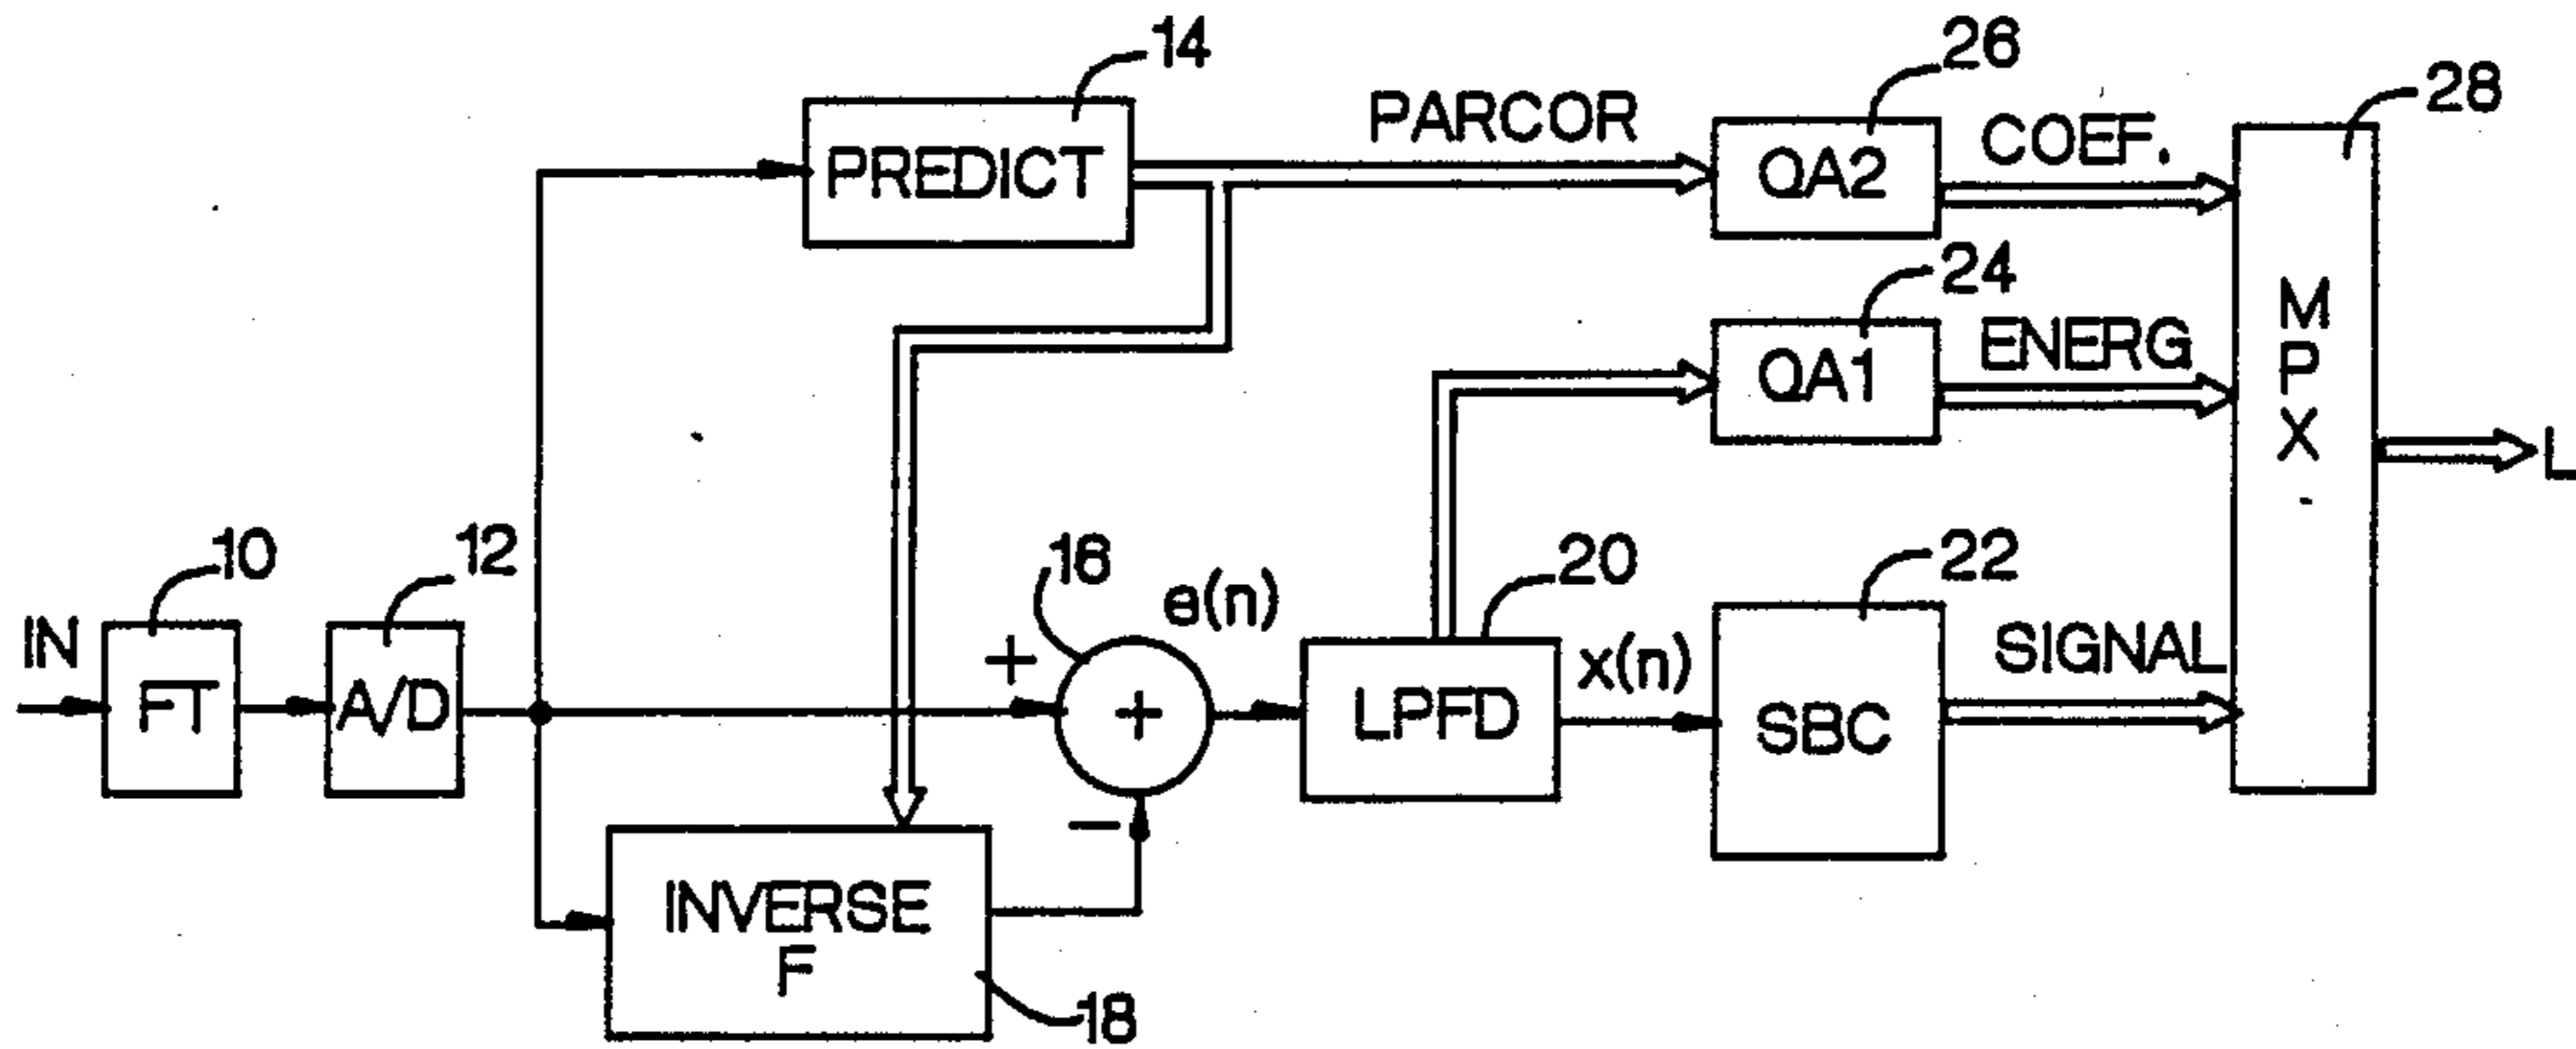 14
26
28
PARCOR
COEF.
PREDICT
QA2
24
ENERG
QA1
MPX
L
10
12
16
e(n)
20
22
IN
FT
A/D
+
+
LPFD
x(n)
SBC
SIGNAL
−
INVERSE
F
18